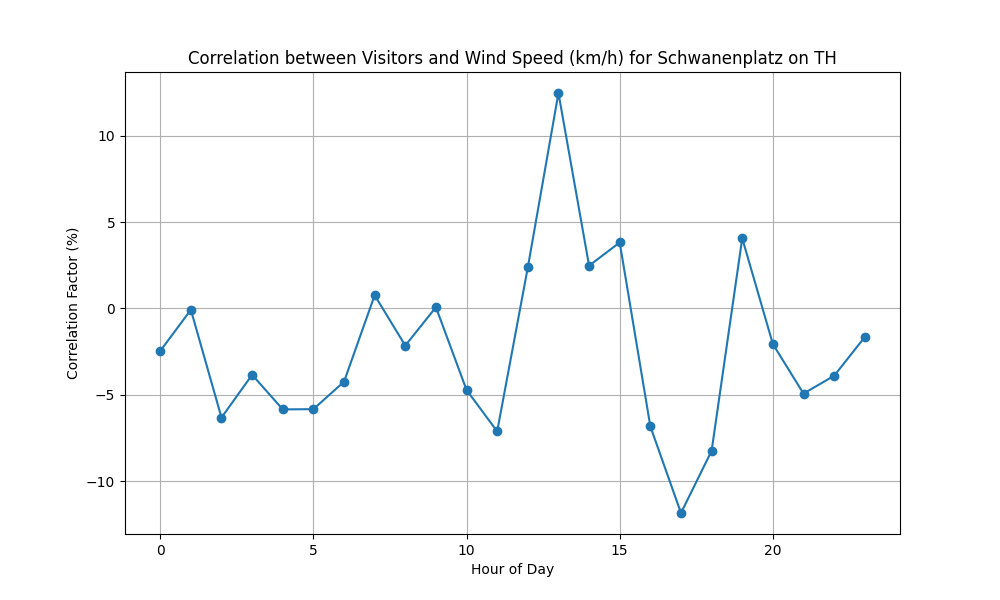 Correlation between Visitors and Wind Speed (km/h) for Schwanenplatz on TH
Correlation Factor (%)
10
5
0
−5
−10
0 5 10 15 20
Hour of Day